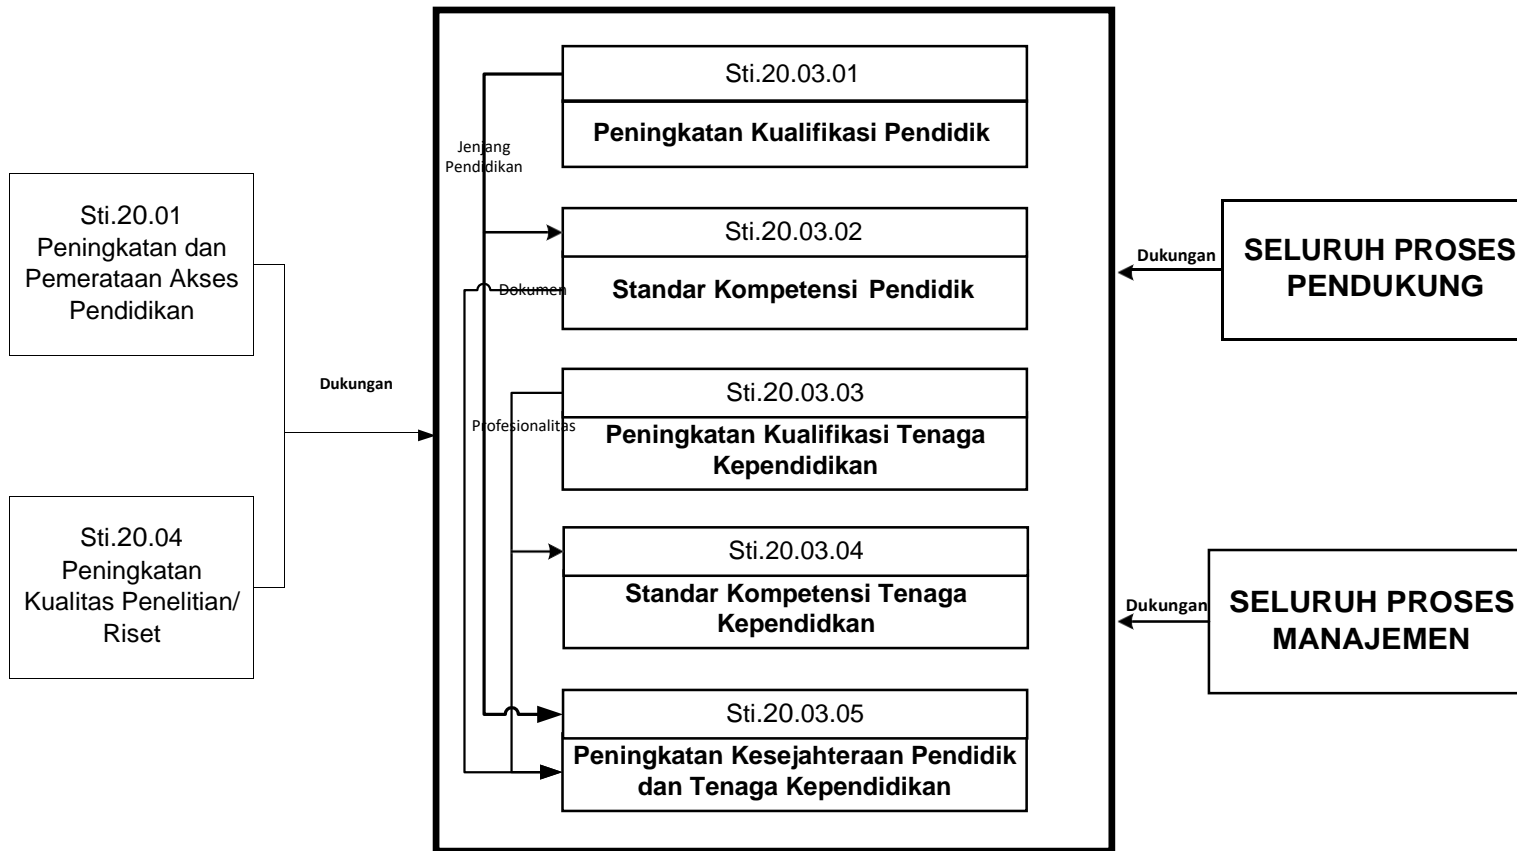 Sti.20.01
Peningkatan dan
Pemerataan Akses
Pendidikan
Sti.20.04
Peningkatan
Kualitas Penelitian/
Riset
Dukungan
Jenjang
Pendidikan
Dokumen
Profesionalitas
Sti.20.03.01
Peningkatan Kualifikasi Pendidik
Sti.20.03.02
Standar Kompetensi Pendidik
Sti.20.03.03
Peningkatan Kualifikasi Tenaga
Kependidikan
Sti.20.03.04
Standar Kompetensi Tenaga
Kependidkan
Sti.20.03.05
Peningkatan Kesejahteraan Pendidik
dan Tenaga Kependidikan
Dukungan
SELURUH PROSES
PENDUKUNG
Dukungan
SELURUH PROSES
MANAJEMEN